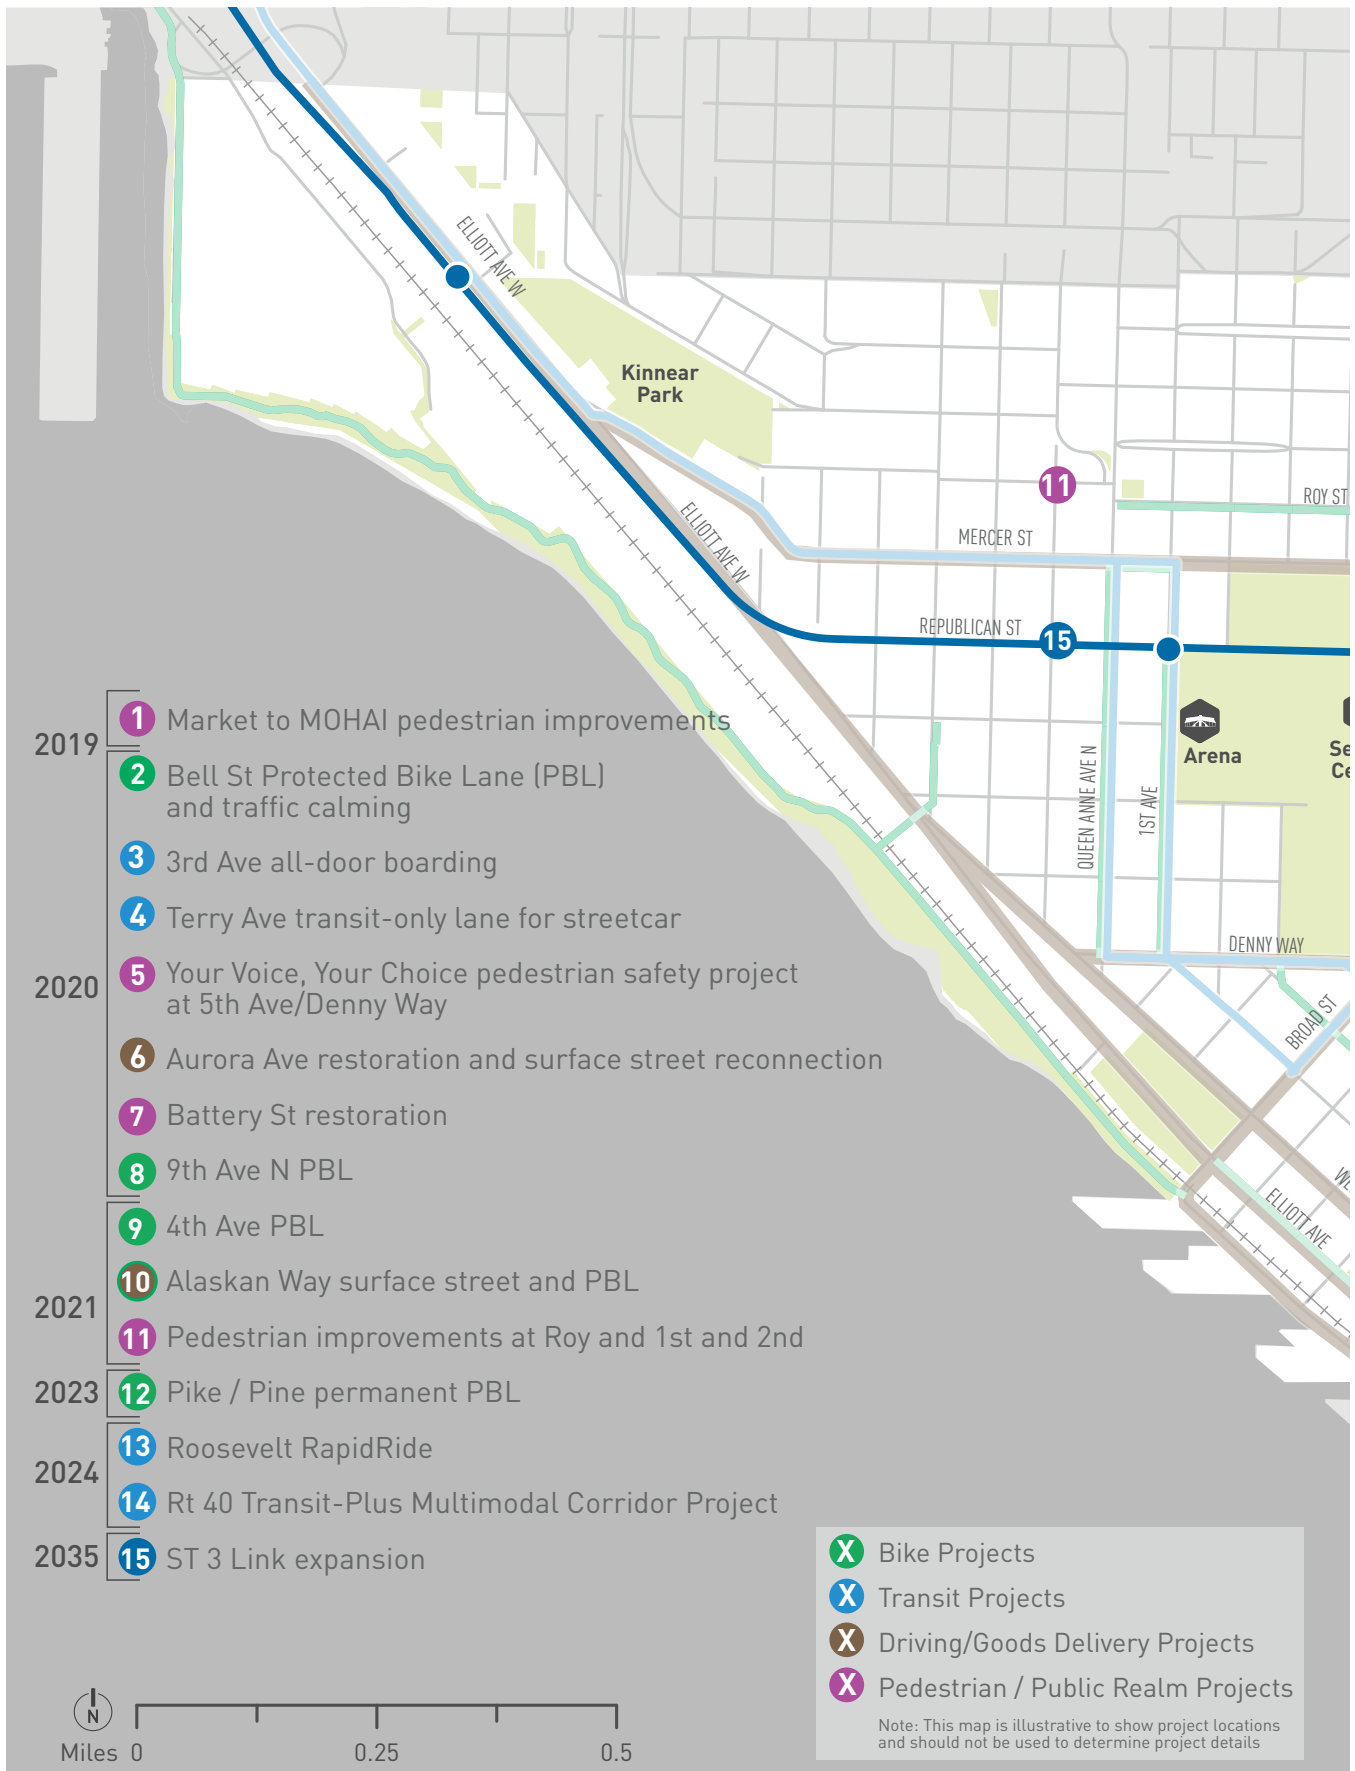 ELLIOTT AVE W
Kinnear
Park
11
ROY ST
ELLIOTT AVE W
MERCER ST
REPUBLICAN ST
15
Arena
QUEEN ANNE AVE N
1ST AVE
DENNY WAY
BROAD ST
ELLIOTT AVE
2019
1 Market to MOHAI pedestrian improvements
2 Bell St Protected Bike Lane (PBL)
and traffic calming
3 3rd Ave all-door boarding
4 Terry Ave transit-only lane for streetcar
2020
5 Your Voice, Your Choice pedestrian safety project
at 5th Ave/Denny Way
6 Aurora Ave restoration and surface street reconnection
7 Battery St restoration
8 9th Ave N PBL
9 4th Ave PBL
10 Alaskan Way surface street and PBL
2021
11 Pedestrian improvements at Roy and 1st and 2nd
2023 12 Pike / Pine permanent PBL
13 Roosevelt RapidRide
2024
14 Rt 40 Transit-Plus Multimodal Corridor Project
2035 15 ST 3 Link expansion
X Bike Projects
X Transit Projects
X Driving/Goods Delivery Projects
X Pedestrian / Public Realm Projects
Note: This map is illustrative to show project locations
and should not be used to determine project details
N
Miles 0 0.25 0.5